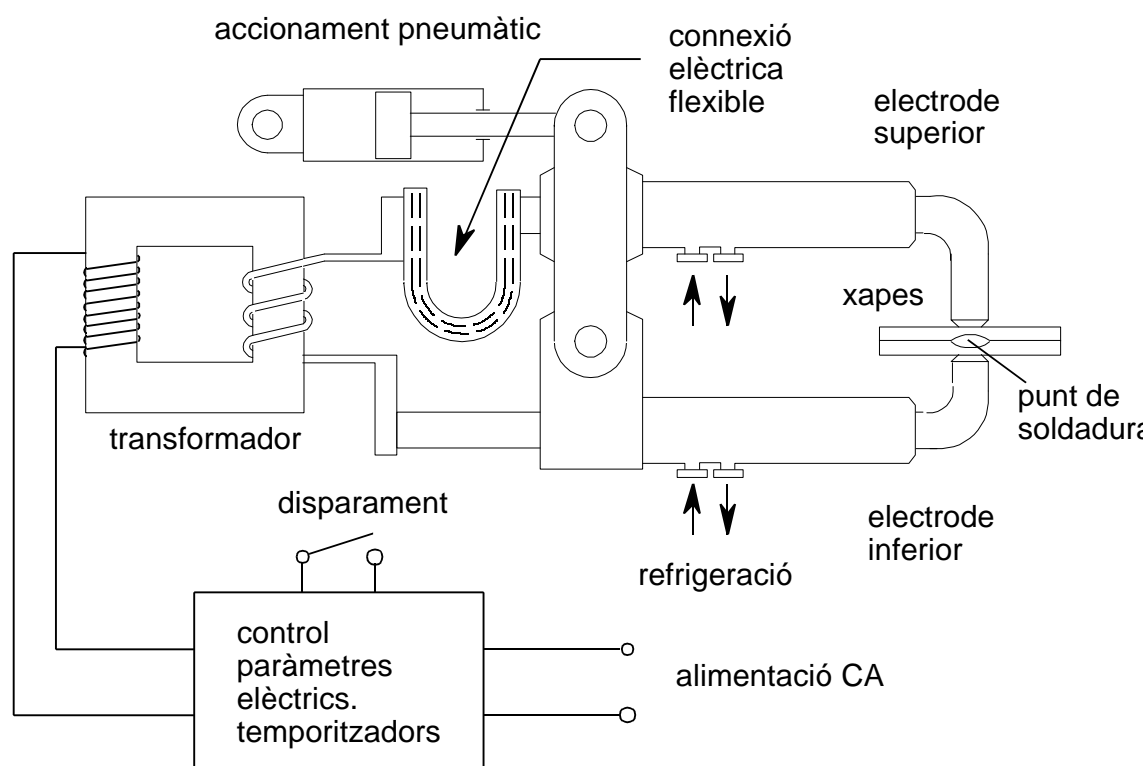 accionament pneumàtic
connexió
elèctrica
flexible
electrode
superior
xapes
punt de
soldadura
transformador
disparament
electrode
inferior
refrigeració
control
paràmetres
elèctrics.
temporitzadors
alimentació CA